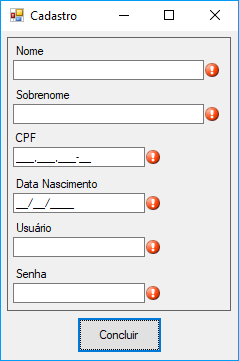 Cadastro
Nome
Sobrenome
CPF
___.___.___-__
Data Nascimento
__/__/____
Usuário
Senha
Concluir